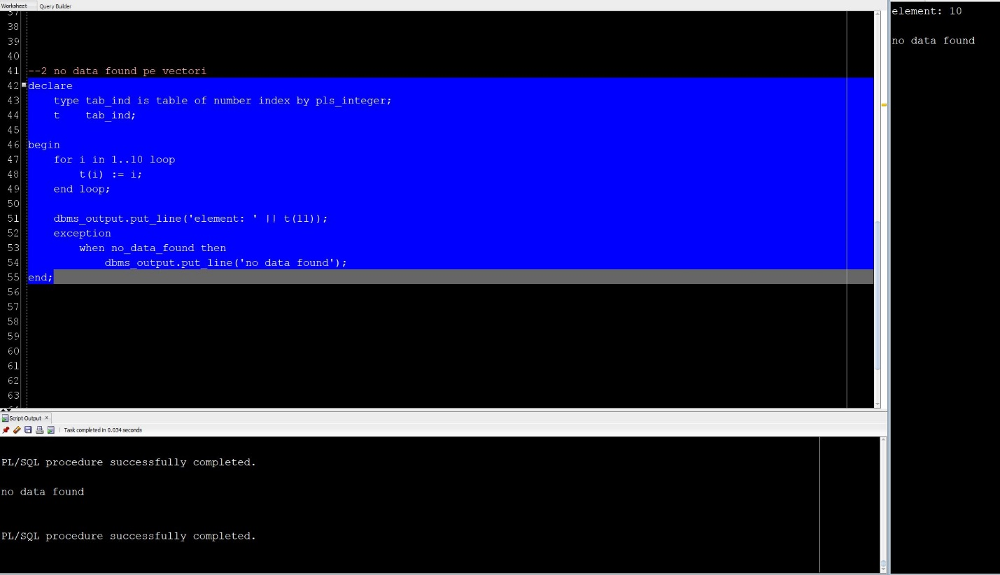 Worksheet Query Builder
37
38
39
40
41 --2 no data found pe vectori
42 declare
43 type tab_ind is table of number index by pls_integer;
44 t tab_ind;
45
46 begin
47 for i in 1..10 loop
48 t(i) := i;
49 end loop;
50
51 dbms_output.put_line('element: ' || t(11));
52 exception
53 when no_data_found then
54 dbms_output.put_line('no data found');
55 end;
56
57
58
59
60
61
62
63
Script Output x
Task completed in 0.034 seconds
PL/SQL procedure successfully completed.
no data found
PL/SQL procedure successfully completed.
element: 10
no data found